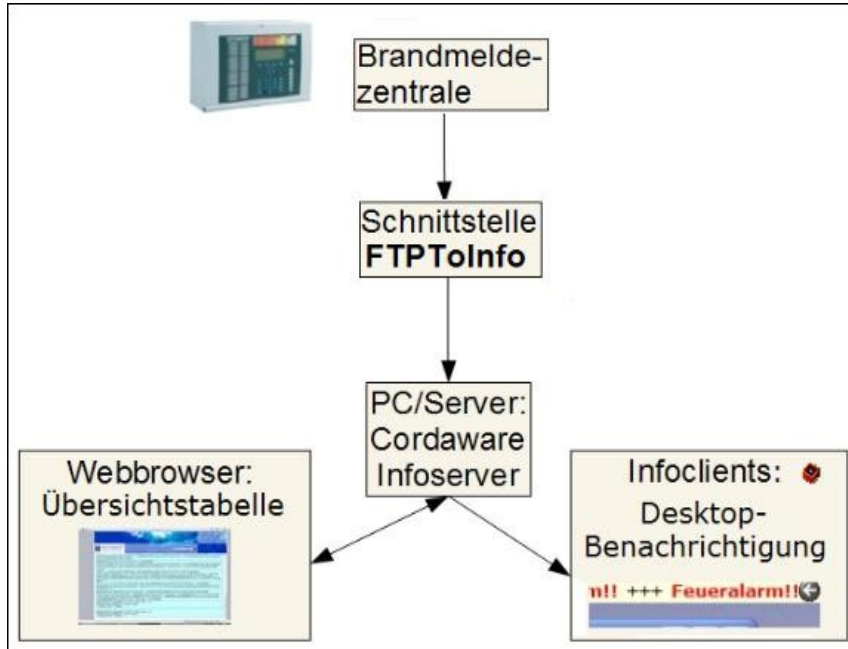 Brandmelde-
zentrale
Schnittstelle
FTPToInfo
PC/Server:
Cordaware
Infoserver
Webbrowser:
Übersichtstabelle
Infoclients:
Desktop-
Benachrichtigung
m!! +++ Feueralarm!!